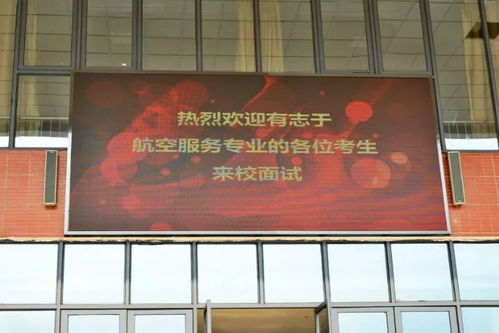 热烈欢迎有志于
航空服务专业的各位考生
来校面试